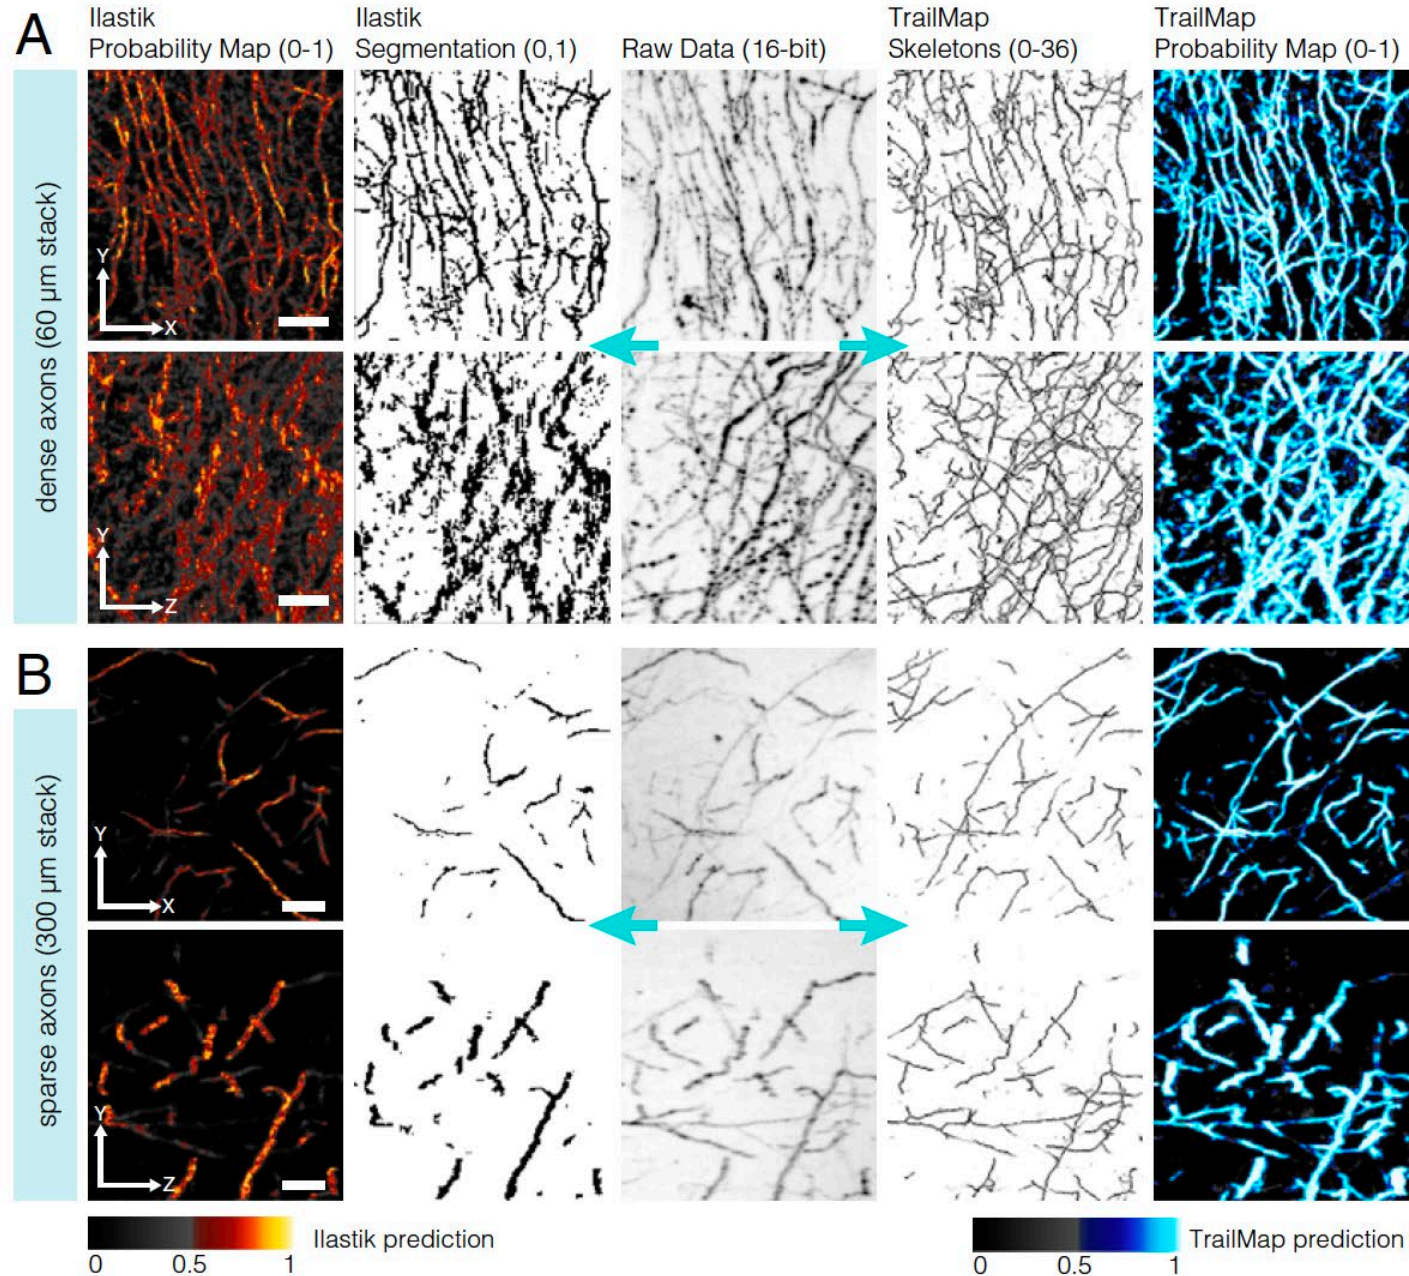 A
Ilastik
Probability Map (0-1)
Ilastik
Segmentation (0,1)
Raw Data (16-bit)
TrailMap
Skeletons (0-36)
TrailMap
Probability Map (0-1)
dense axons (60 µm stack)
Y
X
Y
Z
B
sparse axons (300 µm stack)
Y
X
Y
Z
0
0.5
1
Ilastik prediction
0
0.5
1
TrailMap prediction